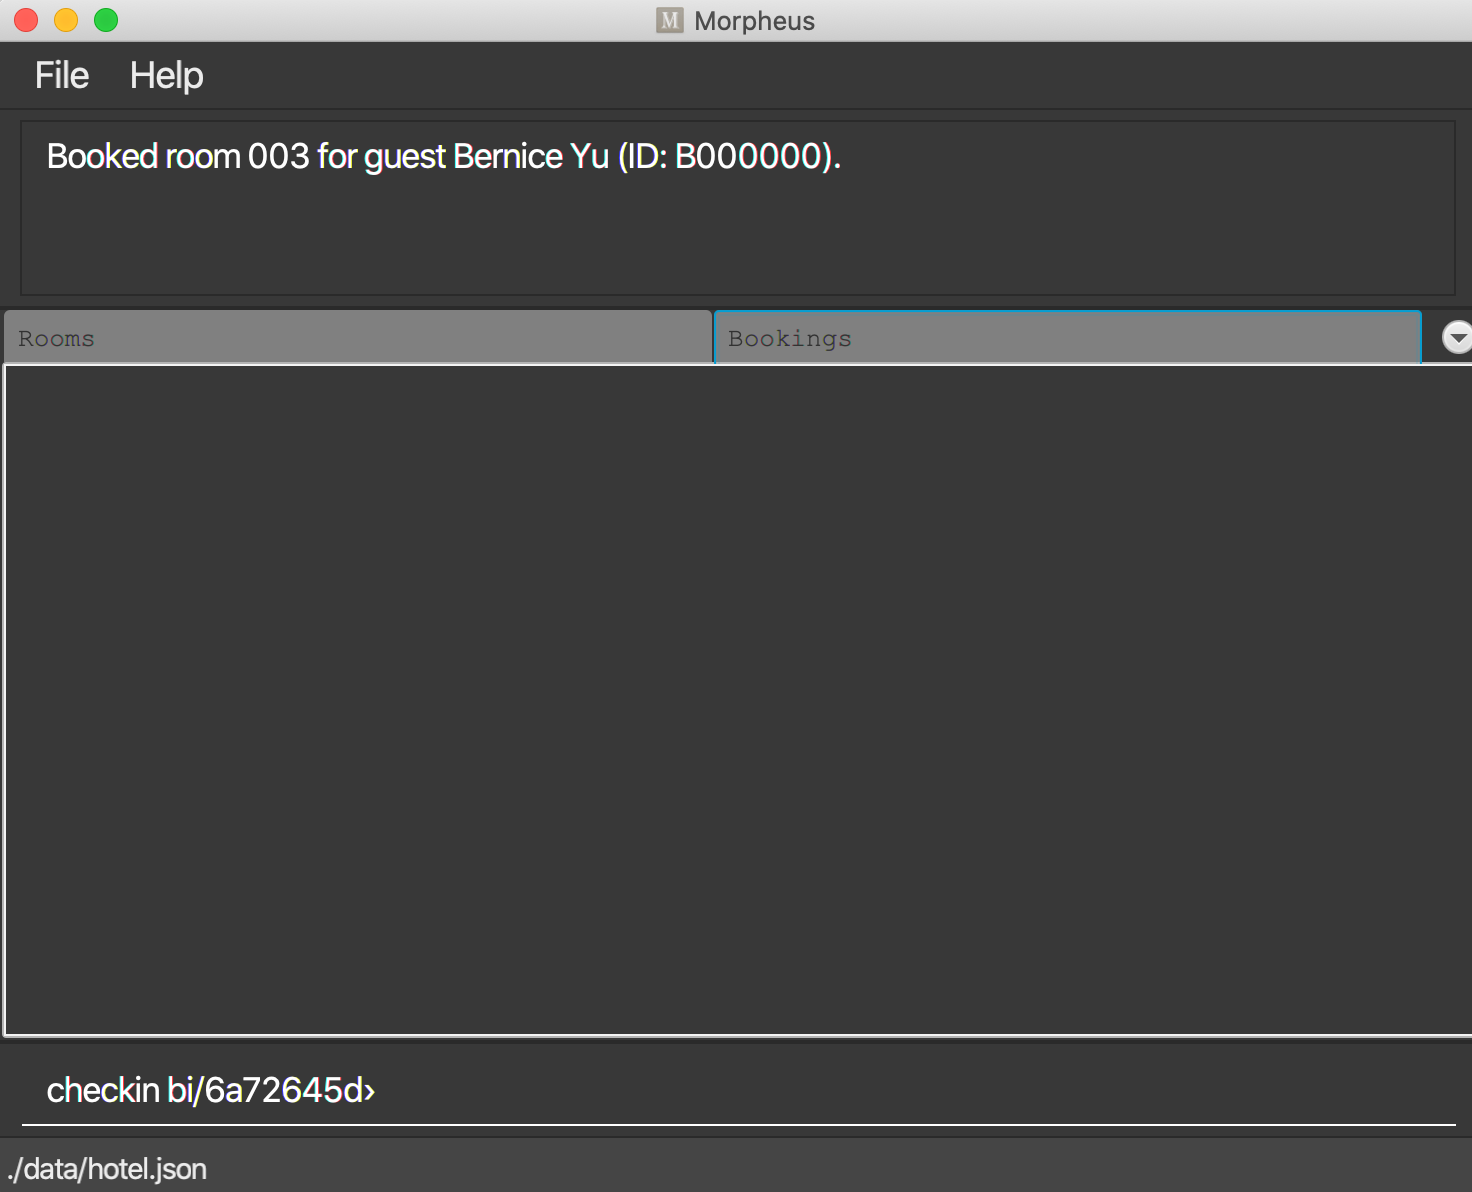 M Morpheus
File Help
Booked room 003 for guest Bernice Yu (ID: B000000).
Rooms Bookings
checkin bi/6a72645d›
./data/hotel.json